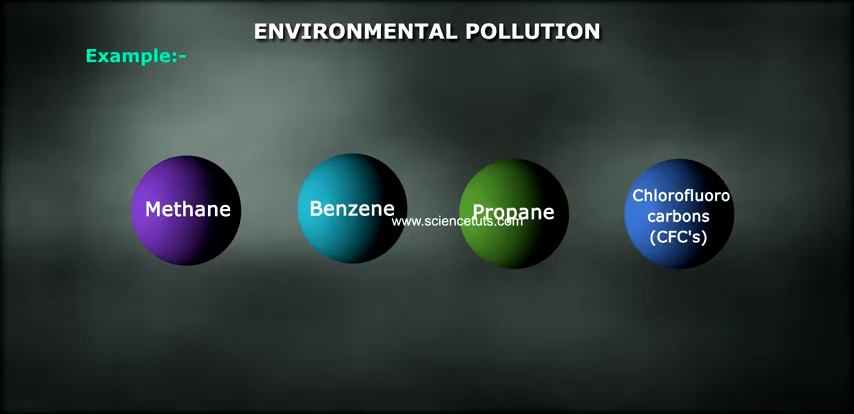 ENVIRONMENTAL POLLUTION
Example:-
Methane
Benzene
Propane
Chlorofluoro
carbons
(CFC's)
www.sciencetuts.com